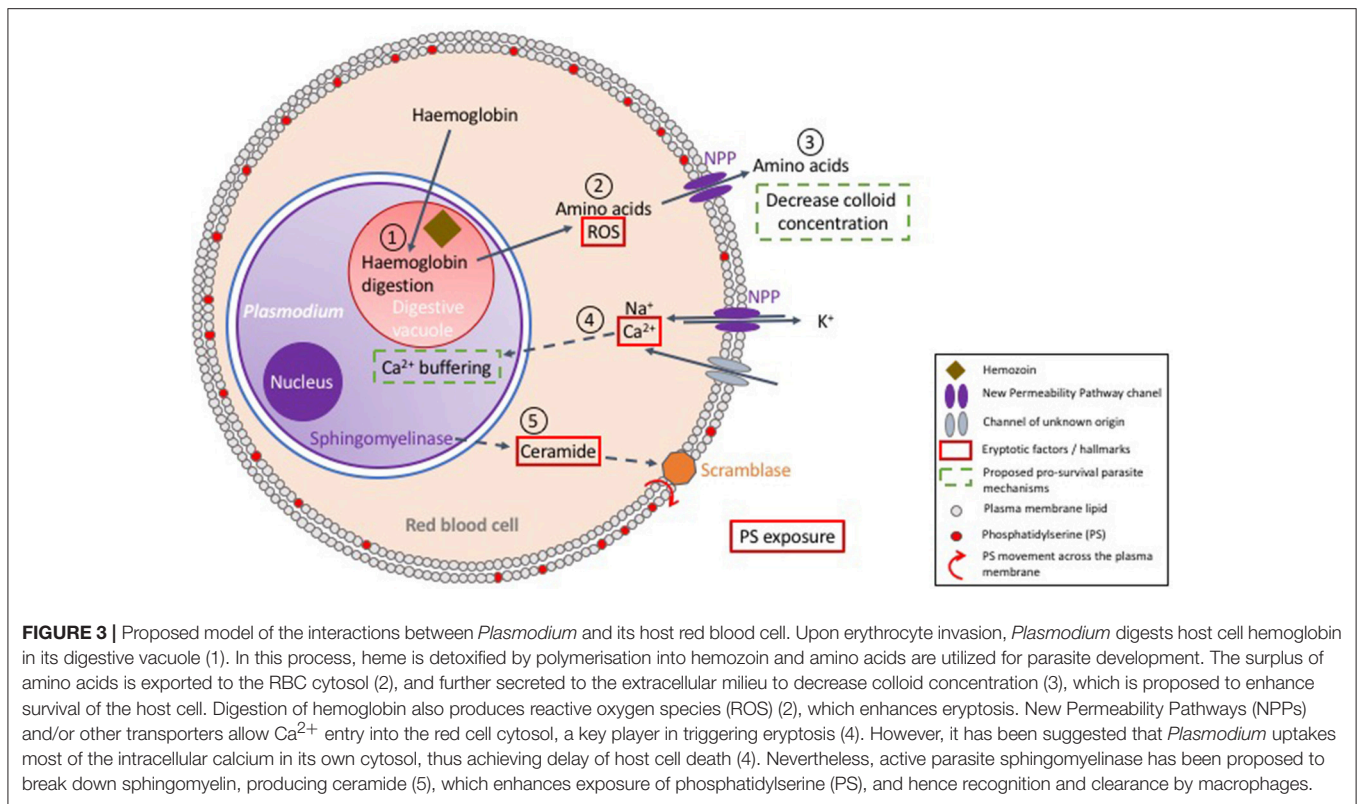 Haemoglobin
NPP
3
Amino acids
Decrease colloid
concentration
2
Amino acids
ROS
1
Haemoglobin
digestion
Digestive
vacuole
Plasmodium
NPP
4
Na⁺
Ca²⁺
K⁺
Ca²⁺ buffering
Nucleus
5
Sphingomyelinase
Ceramide
Scramblase
Red blood cell
PS exposure
Hemozoin
New Permeability Pathway chanel
Channel of unknown origin
Eryptotic factors / hallmarks
Proposed pro-survival parasite
mechanisms
Plasma membrane lipid
Phosphatidylserine (PS)
PS movement across the plasma
membrane
FIGURE 3 | Proposed model of the interactions between Plasmodium and its host red blood cell. Upon erythrocyte invasion, Plasmodium digests host cell hemoglobin
in its digestive vacuole (1). In this process, heme is detoxified by polymerisation into hemozoin and amino acids are utilized for parasite development. The surplus of
amino acids is exported to the RBC cytosol (2), and further secreted to the extracellular milieu to decrease colloid concentration (3), which is proposed to enhance
survival of the host cell. Digestion of hemoglobin also produces reactive oxygen species (ROS) (2), which enhances eryptosis. New Permeability Pathways (NPPs)
and/or other transporters allow Ca²⁺ entry into the red cell cytosol, a key player in triggering eryptosis (4). However, it has been suggested that Plasmodium uptakes
most of the intracellular calcium in its own cytosol, thus achieving delay of host cell death (4). Nevertheless, active parasite sphingomyelinase has been proposed to
break down sphingomyelin, producing ceramide (5), which enhances exposure of phosphatidylserine (PS), and hence recognition and clearance by macrophages.